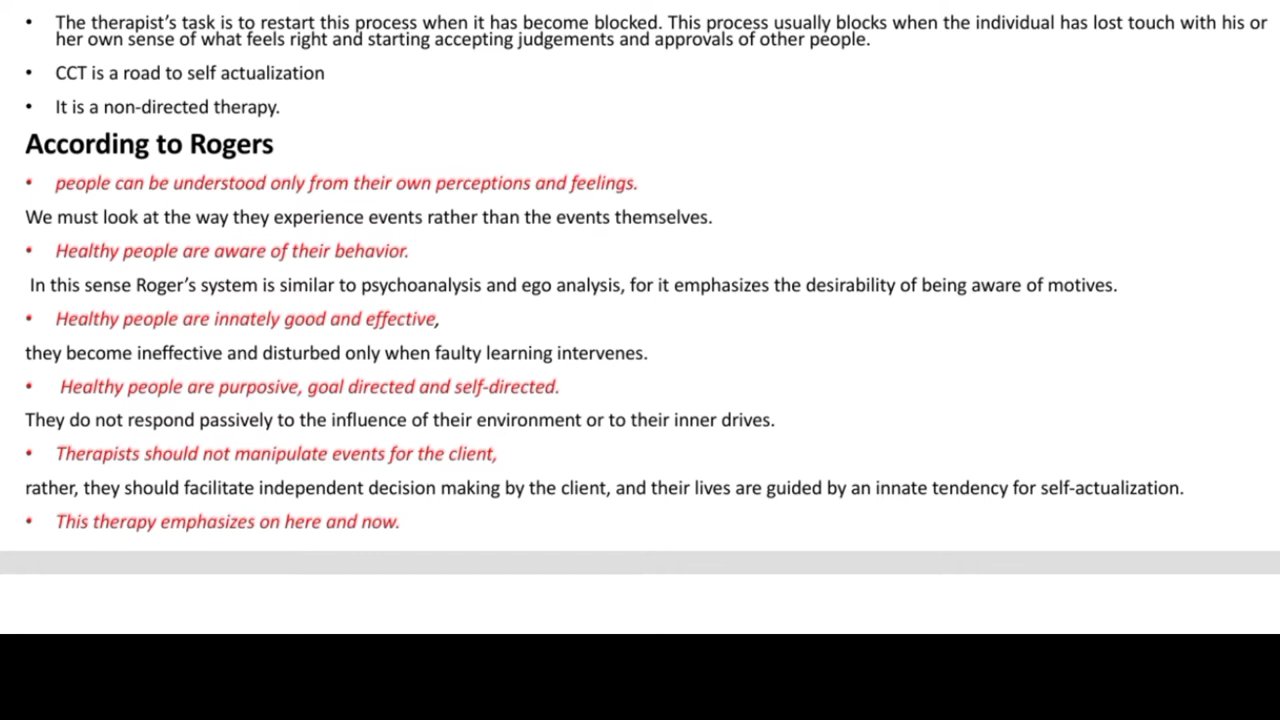 • The therapist's task is to restart this process when it has become blocked. This process usually blocks when the individual has lost touch with his or
her own sense of what feels right and starting accepting judgements and approvals of other people.
• CCT is a road to self actualization
• It is a non-directed therapy.
According to Rogers
• people can be understood only from their own perceptions and feelings.
We must look at the way they experience events rather than the events themselves.
• Healthy people are aware of their behavior.
In this sense Roger's system is similar to psychoanalysis and ego analysis, for it emphasizes the desirability of being aware of motives.
• Healthy people are innately good and effective,
they become ineffective and disturbed only when faulty learning intervenes.
• Healthy people are purposive, goal directed and self-directed.
They do not respond passively to the influence of their environment or to their inner drives.
• Therapists should not manipulate events for the client,
rather, they should facilitate independent decision making by the client, and their lives are guided by an innate tendency for self-actualization.
• This therapy emphasizes on here and now.